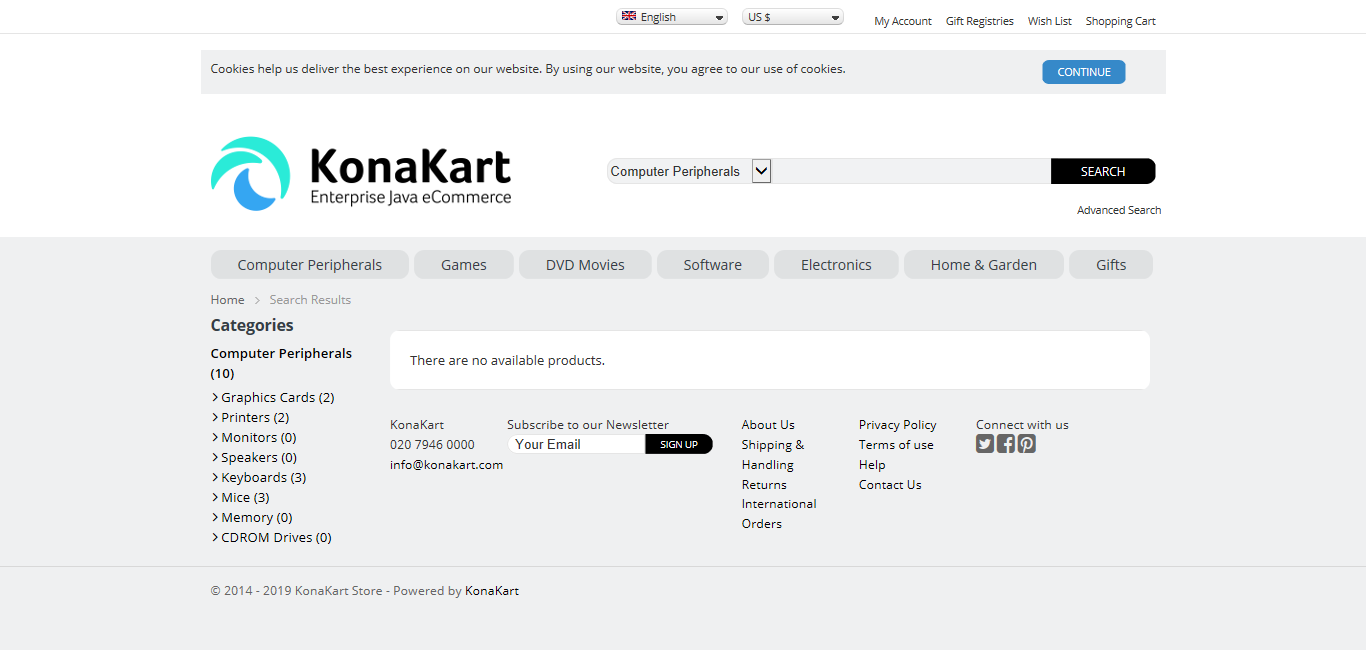 English
US $
My Account
Gift Registries
Wish List
Shopping Cart
Cookies help us deliver the best experience on our website. By using our website, you agree to our use of cookies.
CONTINUE
KonaKart
Enterprise Java eCommerce
Computer Peripherals
SEARCH
Advanced Search
Computer Peripherals
Games
DVD Movies
Software
Electronics
Home & Garden
Gifts
Home
Search Results
Categories
Computer Peripherals
(10)
Graphics Cards (2)
Printers (2)
Monitors (0)
Speakers (0)
Keyboards (3)
Mice (3)
Memory (0)
CDROM Drives (0)
There are no available products.
KonaKart
020 7946 0000
info@konakart.com
Subscribe to our Newsletter
Your Email
SIGN UP
About Us
Shipping &
Handling
Returns
International
Orders
Privacy Policy
Terms of use
Help
Contact Us
Connect with us
© 2014 - 2019 KonaKart Store - Powered by KonaKart